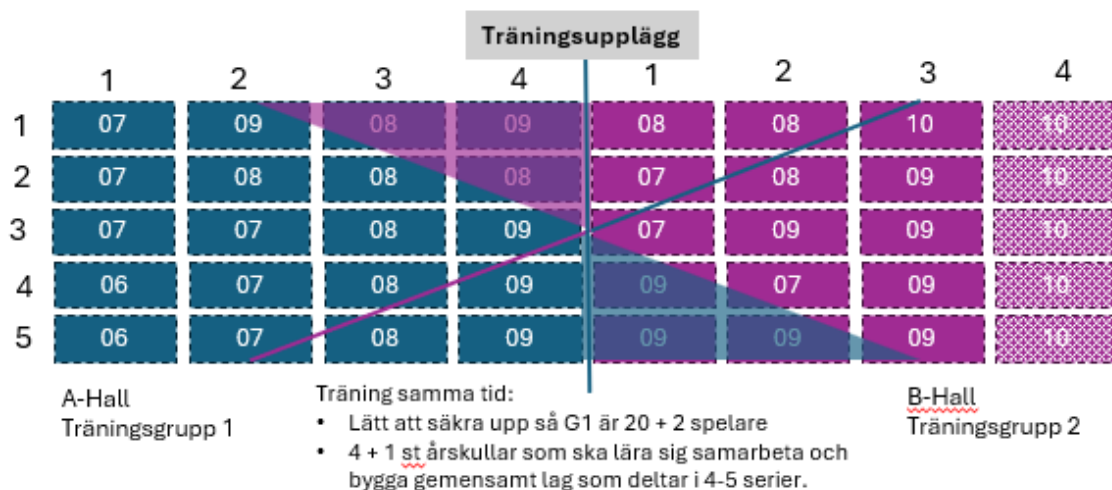 Träningsupplägg
1 2 3 4 1 2 3 4
1 07 09 08 09 08 08 10 10
2 07 08 08 08 07 08 09 10
3 07 07 08 09 07 09 09 10
4 06 07 08 09 09 07 09 10
5 06 07 08 09 09 09 09 10
A-Hall
Träningsgrupp 1
Träning samma tid:
• Lätt att säkra upp så G1 är 20 + 2 spelare
• 4 + 1 st årskullar som ska lära sig samarbeta och
bygga gemensamt lag som deltar i 4-5 serier.
B-Hall
Träningsgrupp 2